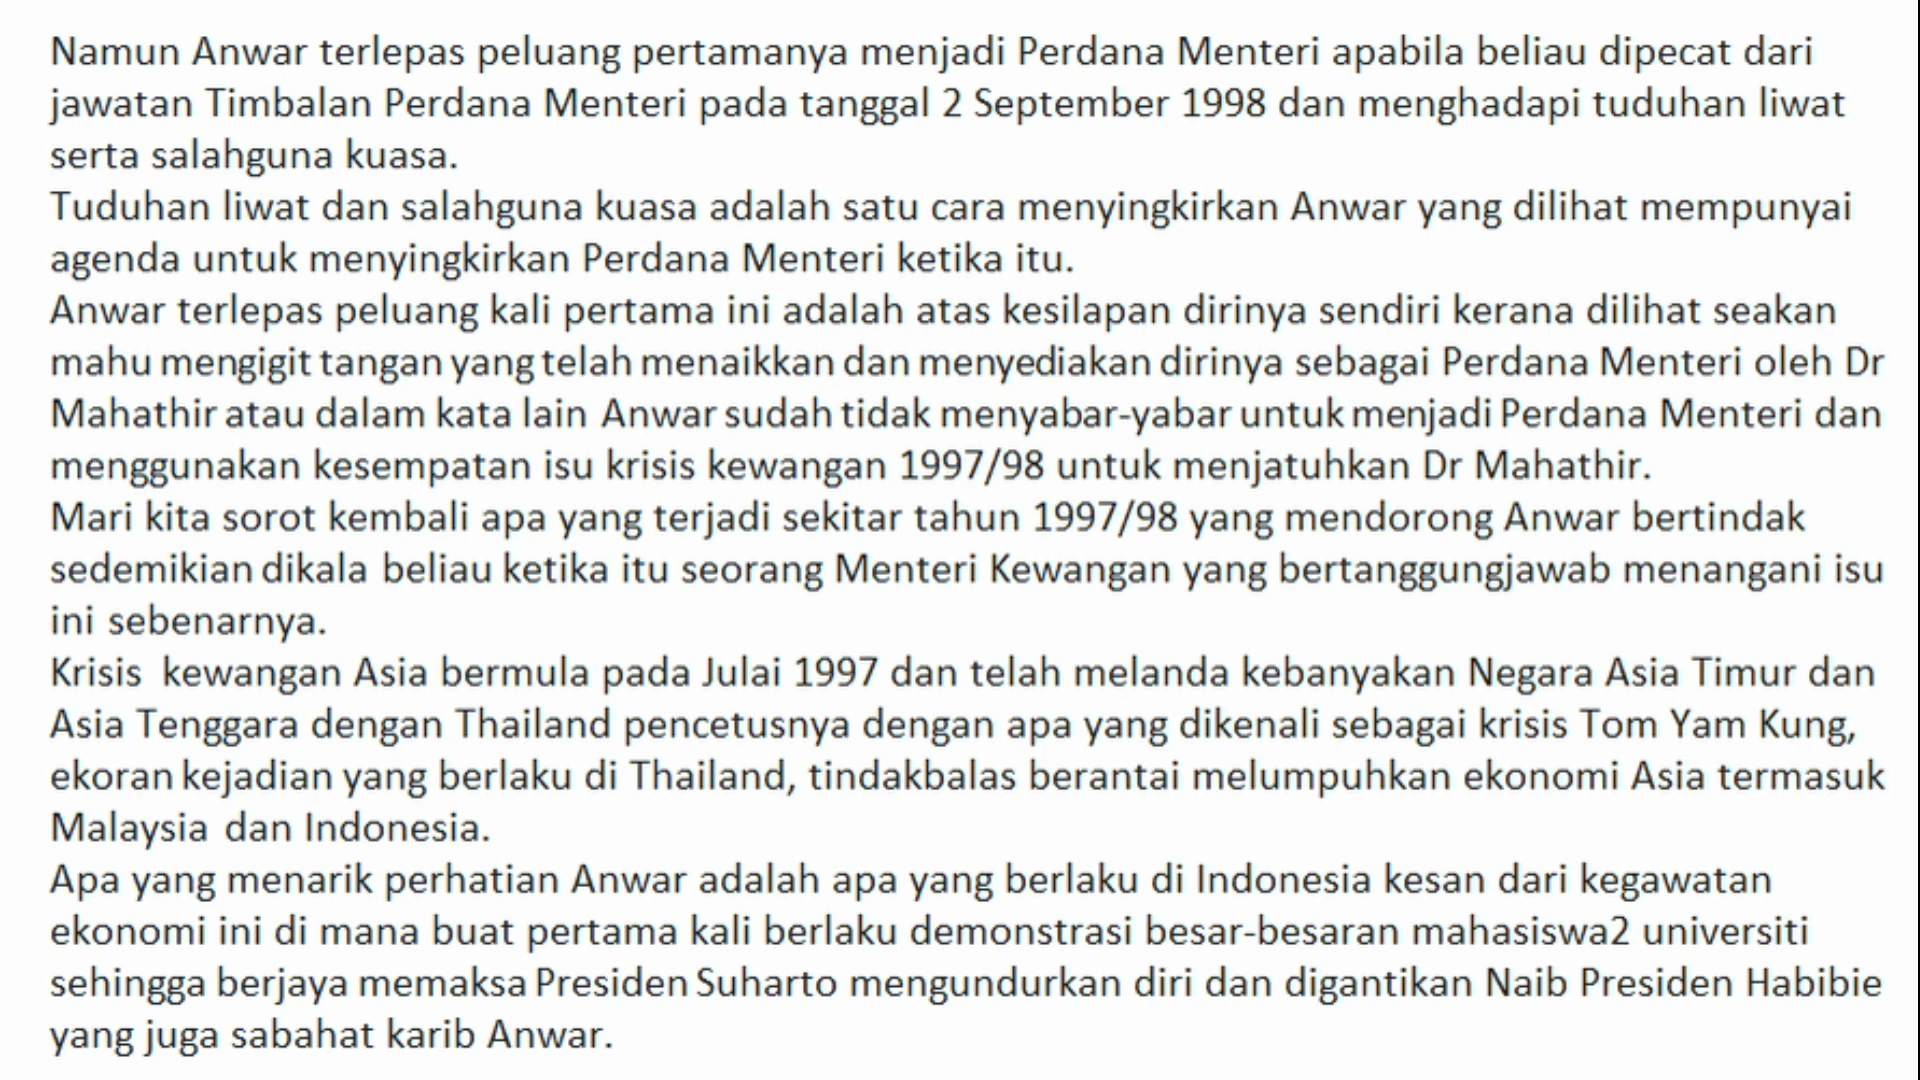 Namun Anwar terlepas peluang pertamanya menjadi Perdana Menteri apabila beliau dipecat dari
jawatan Timbalan Perdana Menteri pada tanggal 2 September 1998 dan menghadapi tuduhan liwat
serta salahguna kuasa.
Tuduhan liwat dan salahguna kuasa adalah satu cara menyingkirkan Anwar yang dilihat mempunyai
agenda untuk menyingkirkan Perdana Menteri ketika itu.
Anwar terlepas peluang kali pertama ini adalah atas kesilapan dirinya sendiri kerana dilihat seakan
mahu mengigit tangan yang telah menaikkan dan menyediakan dirinya sebagai Perdana Menteri oleh Dr
Mahathir atau dalam kata lain Anwar sudah tidak menyabar-yabar untuk menjadi Perdana Menteri dan
menggunakan kesempatan isu krisis kewangan 1997/98 untuk menjatuhkan Dr Mahathir.
Mari kita sorot kembali apa yang terjadi sekitar tahun 1997/98 yang mendorong Anwar bertindak
sedemikian dikala beliau ketika itu seorang Menteri Kewangan yang bertanggungjawab menangani isu
ini sebenarnya.
Krisis kewangan Asia bermula pada Julai 1997 dan telah melanda kebanyakan Negara Asia Timur dan
Asia Tenggara dengan Thailand pencetusnya dengan apa yang dikenali sebagai krisis Tom Yam Kung,
ekoran kejadian yang berlaku di Thailand, tindakbalas berantai melumpuhkan ekonomi Asia termasuk
Malaysia dan Indonesia.
Apa yang menarik perhatian Anwar adalah apa yang berlaku di Indonesia kesan dari kegawatan
ekonomi ini di mana buat pertama kali berlaku demonstrasi besar-besaran mahasiswa2 universiti
sehingga berjaya memaksa Presiden Suharto mengundurkan diri dan digantikan Naib Presiden Habibie
yang juga sabahat karib Anwar.